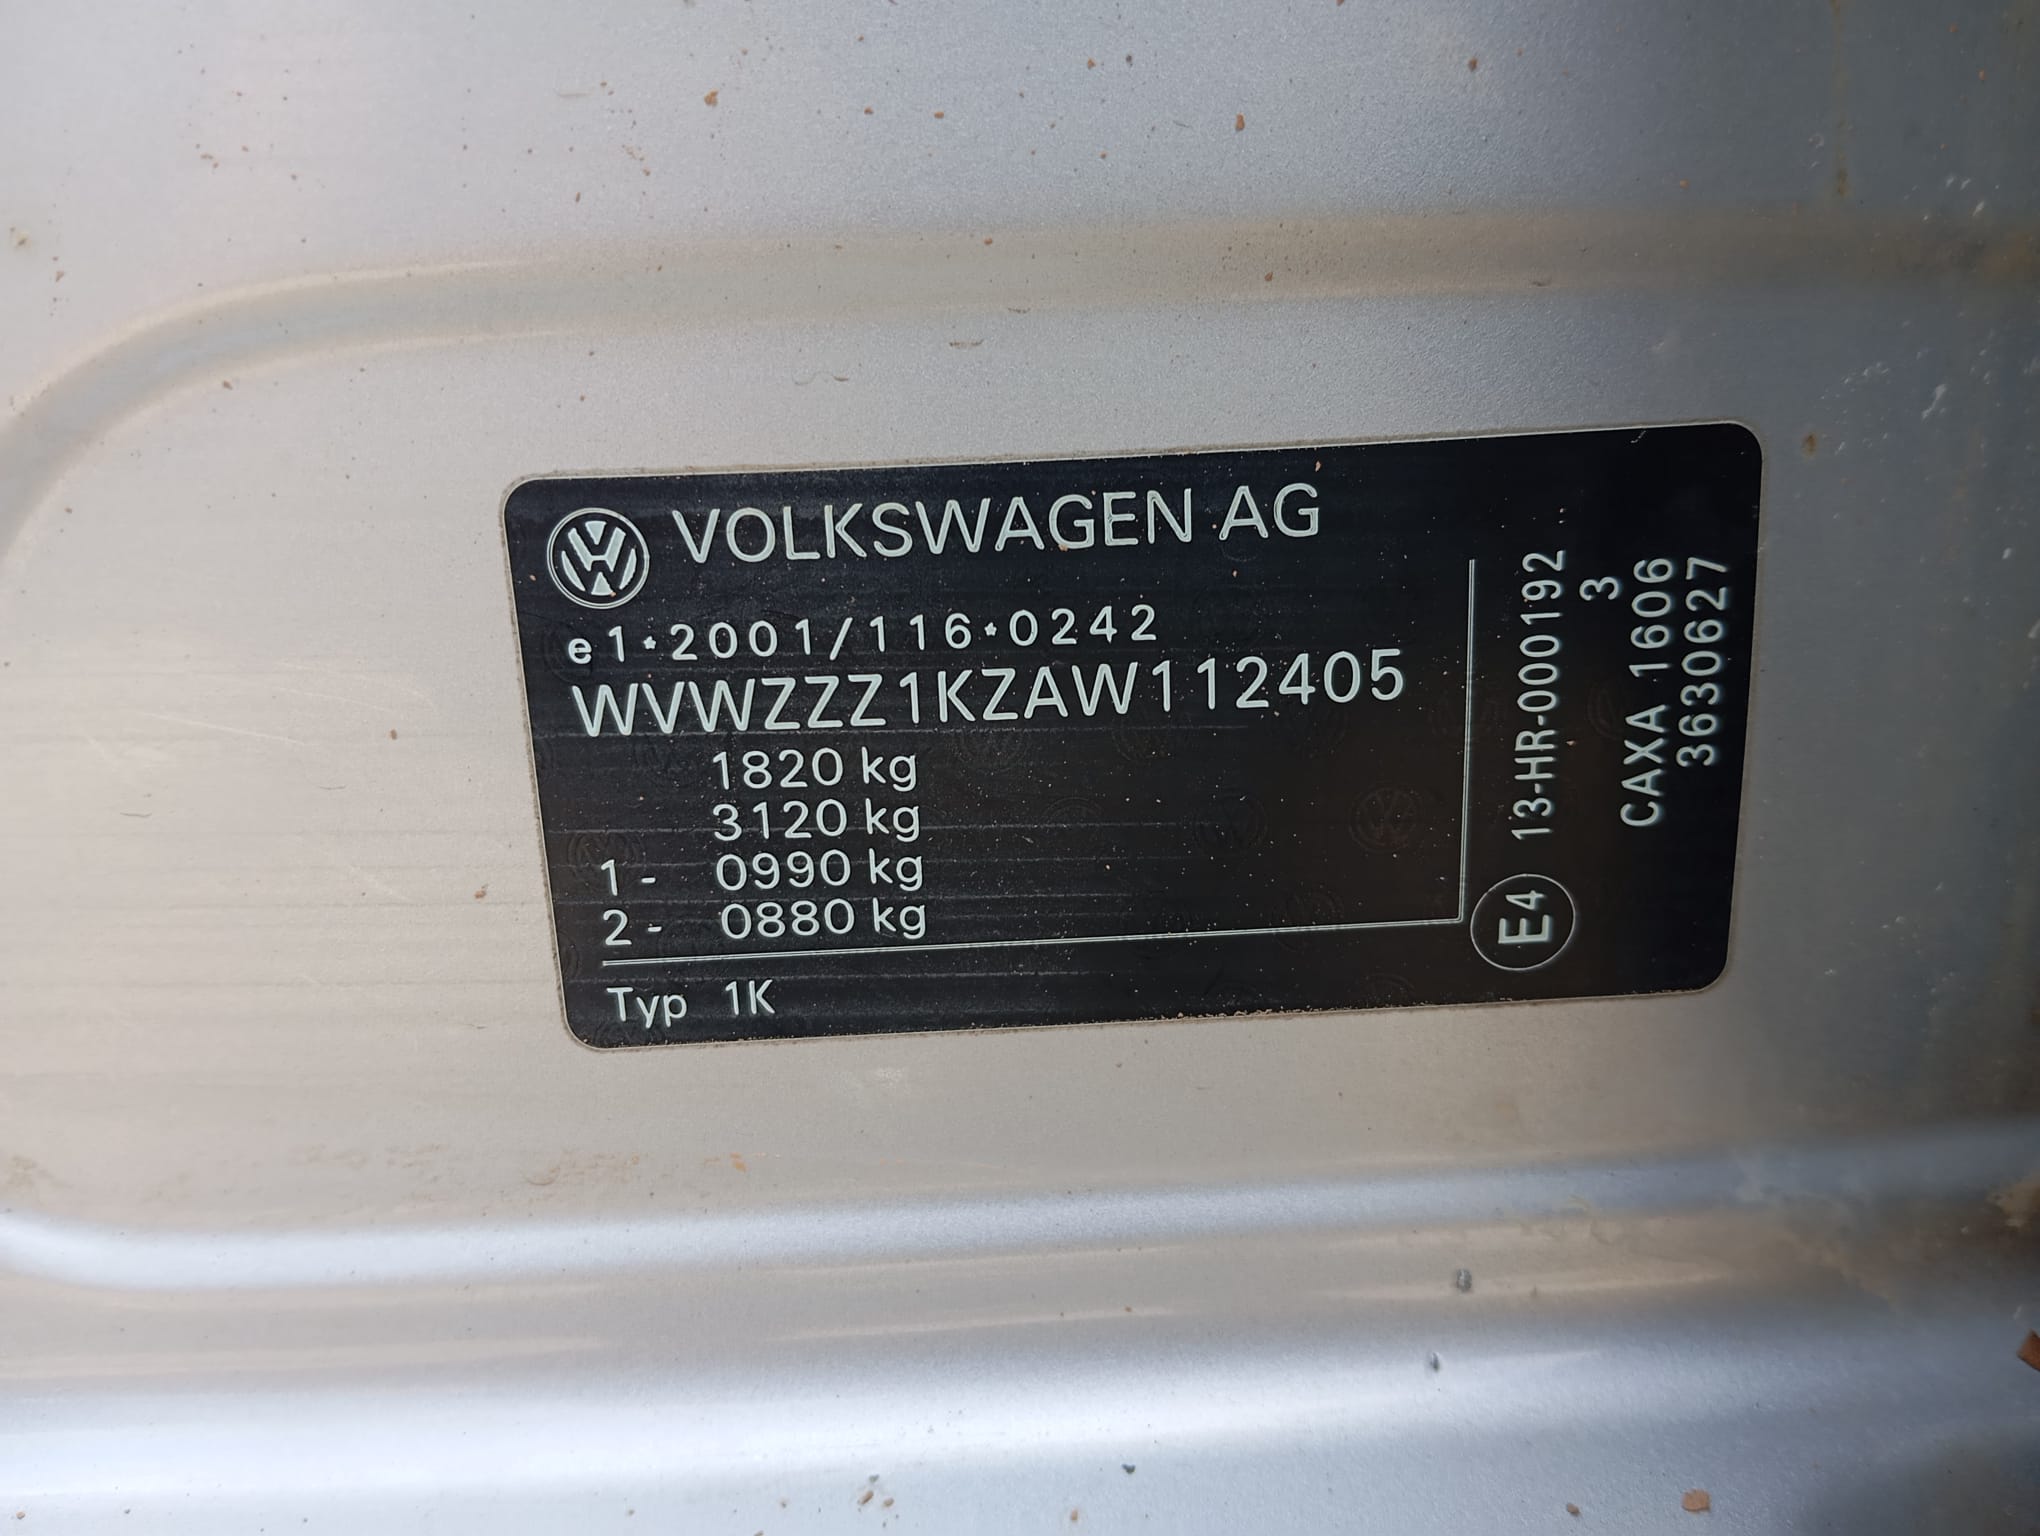 VOLKSWAGEN AG
e1*2001/116*0242
WVWZZZ1KZAW112405
1820 kg
3120 kg
1- 0990 kg
2- 0880 kg
Typ 1K
E4 13-HR-000192
3
CAXA 1606
3630627